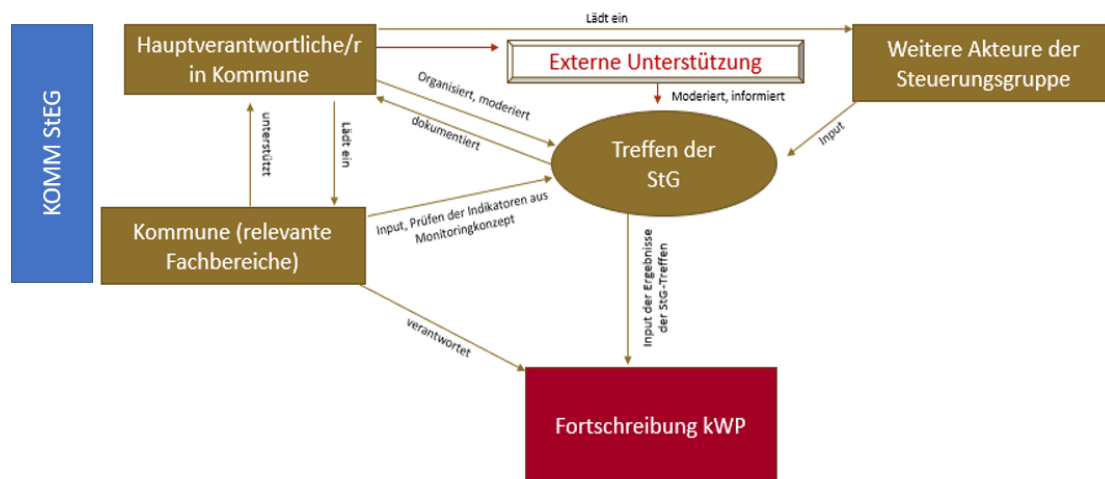 KOMM StEG
Hauptverantwortliche/r
in Kommune
Lädt ein
Externe Unterstützung
Weitere Akteure der
Steuerungsgruppe
Organisiert, moderiert
Moderiert, informiert
dokumentiert
unterstützt
Lädt ein
Input
Treffen der
StG
Kommune (relevante
Fachbereiche)
Input, Prüfen der Indikatoren aus
Monitoringkonzept
Input der Ergebnisse
der StG-Treffen
verantwortet
Fortschreibung kWP